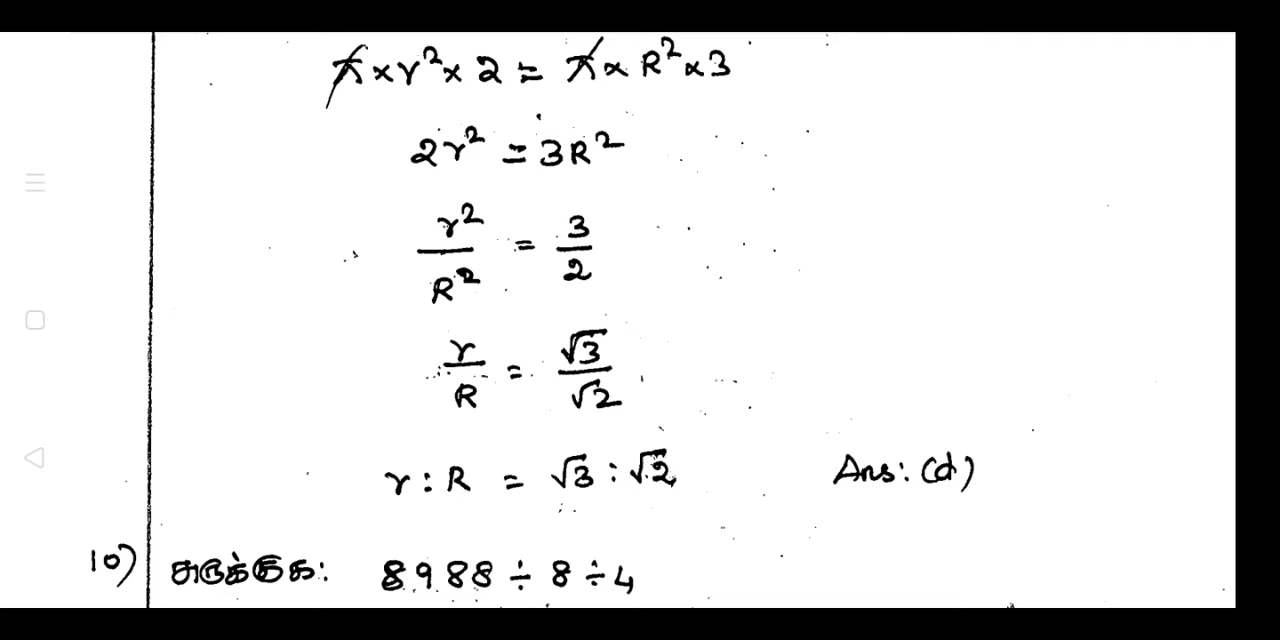 π × r² × 2 = π × R² × 3
2r² = 3R²
r²/R² = 3/2
r/R = √3/√2
r : R = √3 : √2 Ans: (d)
10) சுருக்குக: 8988 ÷ 8 ÷ 4